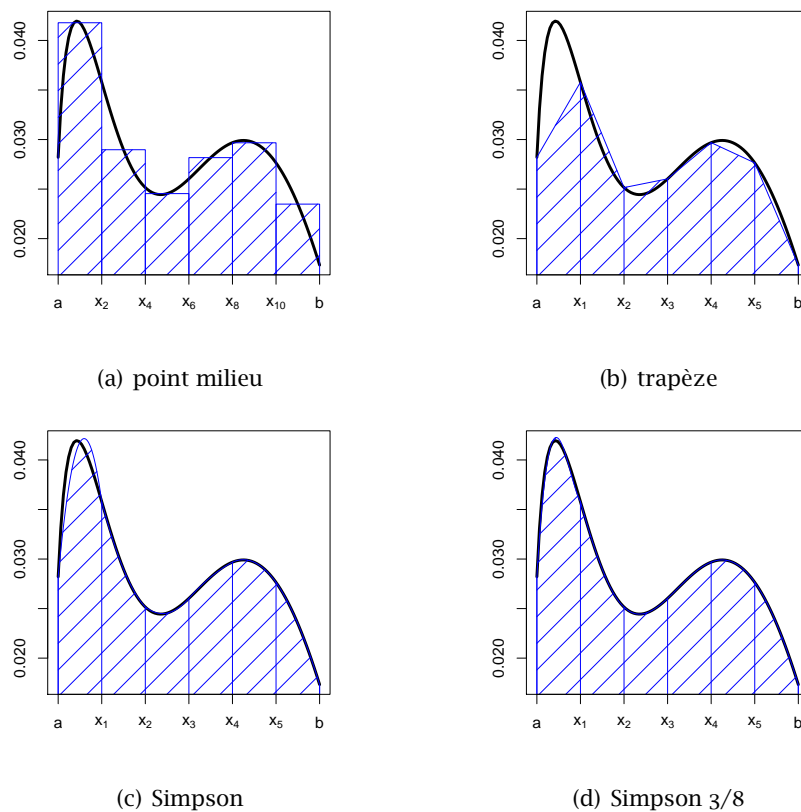 0.040
0.030
0.020
a x₂ x₄ x₆ x₈ x₁₀ b
(a) point milieu
0.040
0.030
0.020
a x₁ x₂ x₃ x₄ x₅ b
(b) trapèze
0.040
0.030
0.020
a x₁ x₂ x₃ x₄ x₅ b
(c) Simpson
0.040
0.030
0.020
a x₁ x₂ x₃ x₄ x₅ b
(d) Simpson 3/8